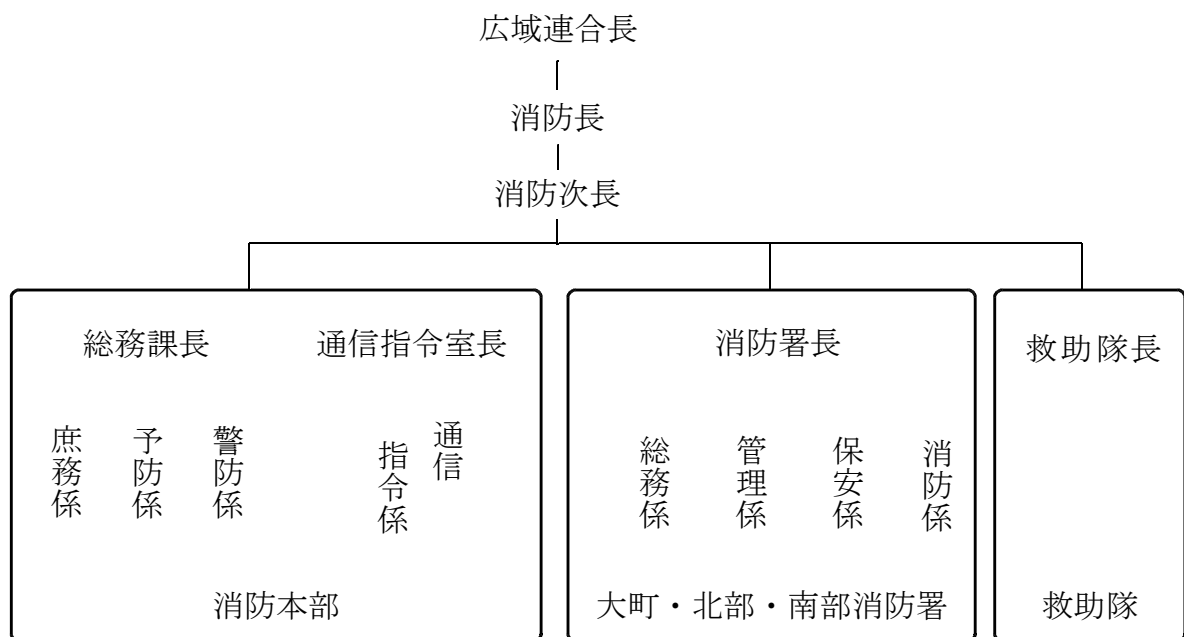 広域連合長
消防長
消防次長
総務課長
通信指令室長
庶務係
予防係
警防係
通信
指令係
消防本部
消防署長
総務係
管理係
保安係
消防係
大町・北部・南部消防署
救助隊長
救助隊